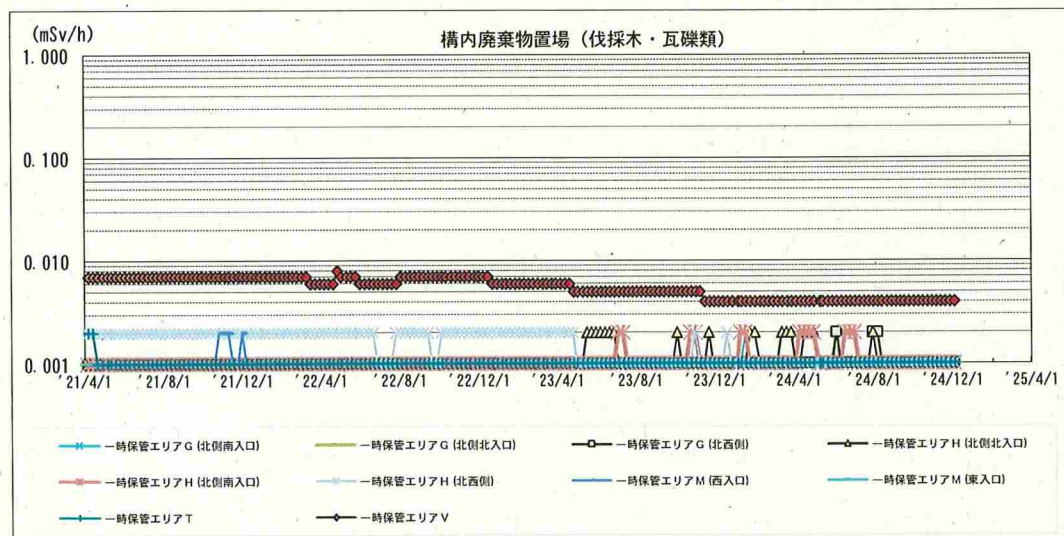 (mSv/h)
構内廃棄物置場（伐採木・瓦礫類）
1.000
0.100
0.010
0.001
'21/4/1 '21/8/1 '21/12/1 '22/4/1 '22/8/1 '22/12/1 '23/4/1 '23/8/1 '23/12/1 '24/4/1 '24/8/1 '24/12/1 '25/4/1
一時保管エリアG (北側南入口) 一時保管エリアG (北側北入口) 一時保管エリアG (北西側) 一時保管エリアH (北側北入口)
一時保管エリアH (北側南入口) 一時保管エリアH (北西側) 一時保管エリアM (西入口) 一時保管エリアM (東入口)
一時保管エリアT 一時保管エリアV